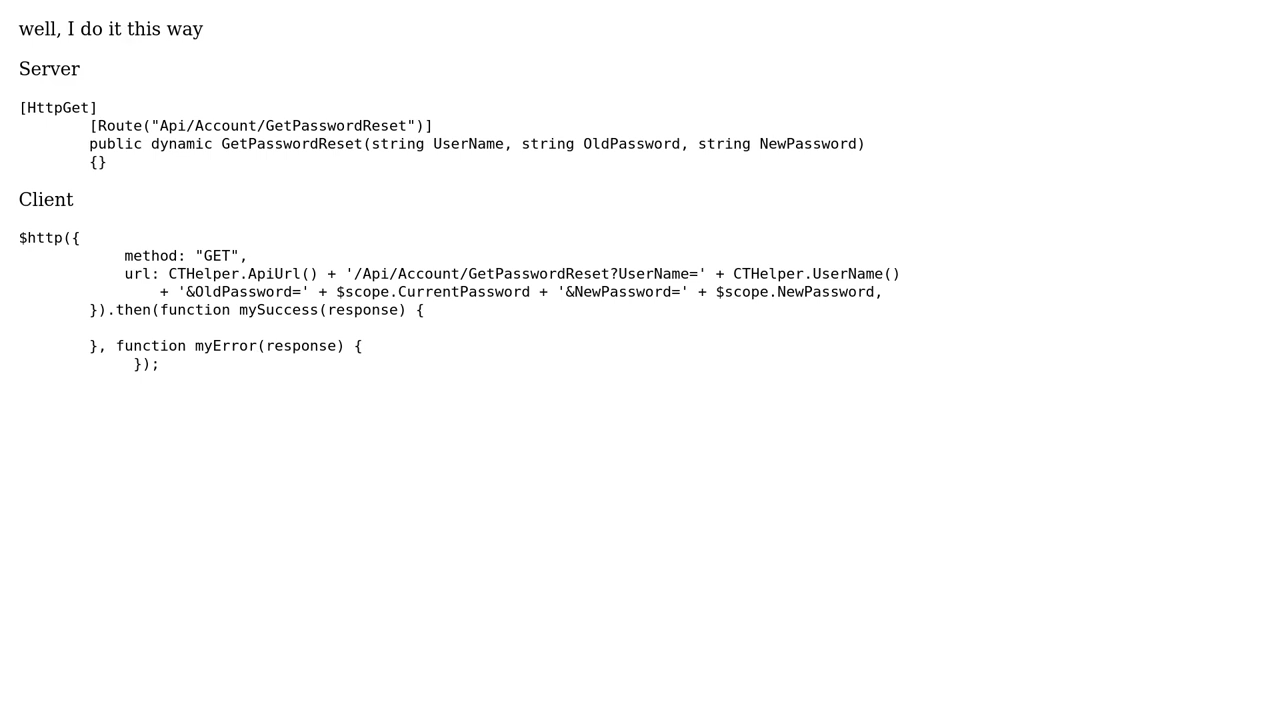 well, I do it this way
Server
[HttpGet]
        [Route("Api/Account/GetPasswordReset")]
        public dynamic GetPasswordReset(string UserName, string OldPassword, string NewPassword)
        {}
Client
$http({
            method: "GET",
            url: CTHelper.ApiUrl() + '/Api/Account/GetPasswordReset?UserName=' + CTHelper.UserName()
                + '&OldPassword=' + $scope.CurrentPassword + '&NewPassword=' + $scope.NewPassword,
        }).then(function mySuccess(response) {
        }, function myError(response) {
             });